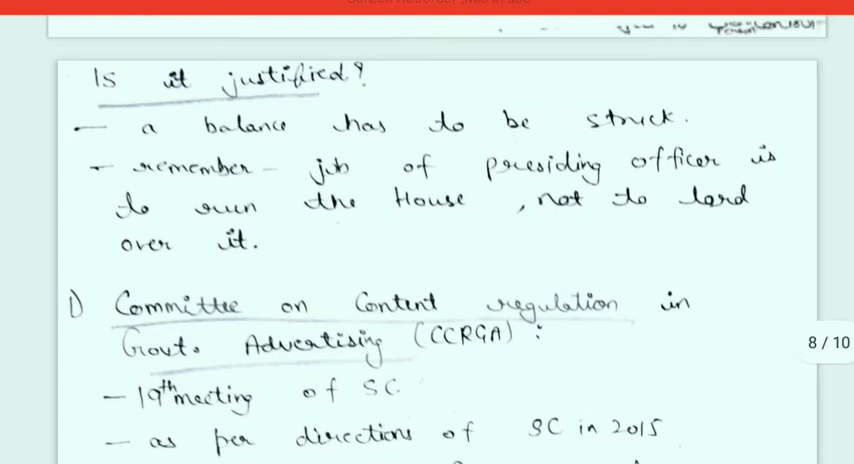 Is it justified?
— a balance has to be struck.
- remember - job of presiding officer is
to run the House, not to lord
over it.
1) Committee on Content regulation in
Govt. Advertising (CCRGA) :
— 19th meeting of SC
— as per directions of SC in 2015
8 / 10